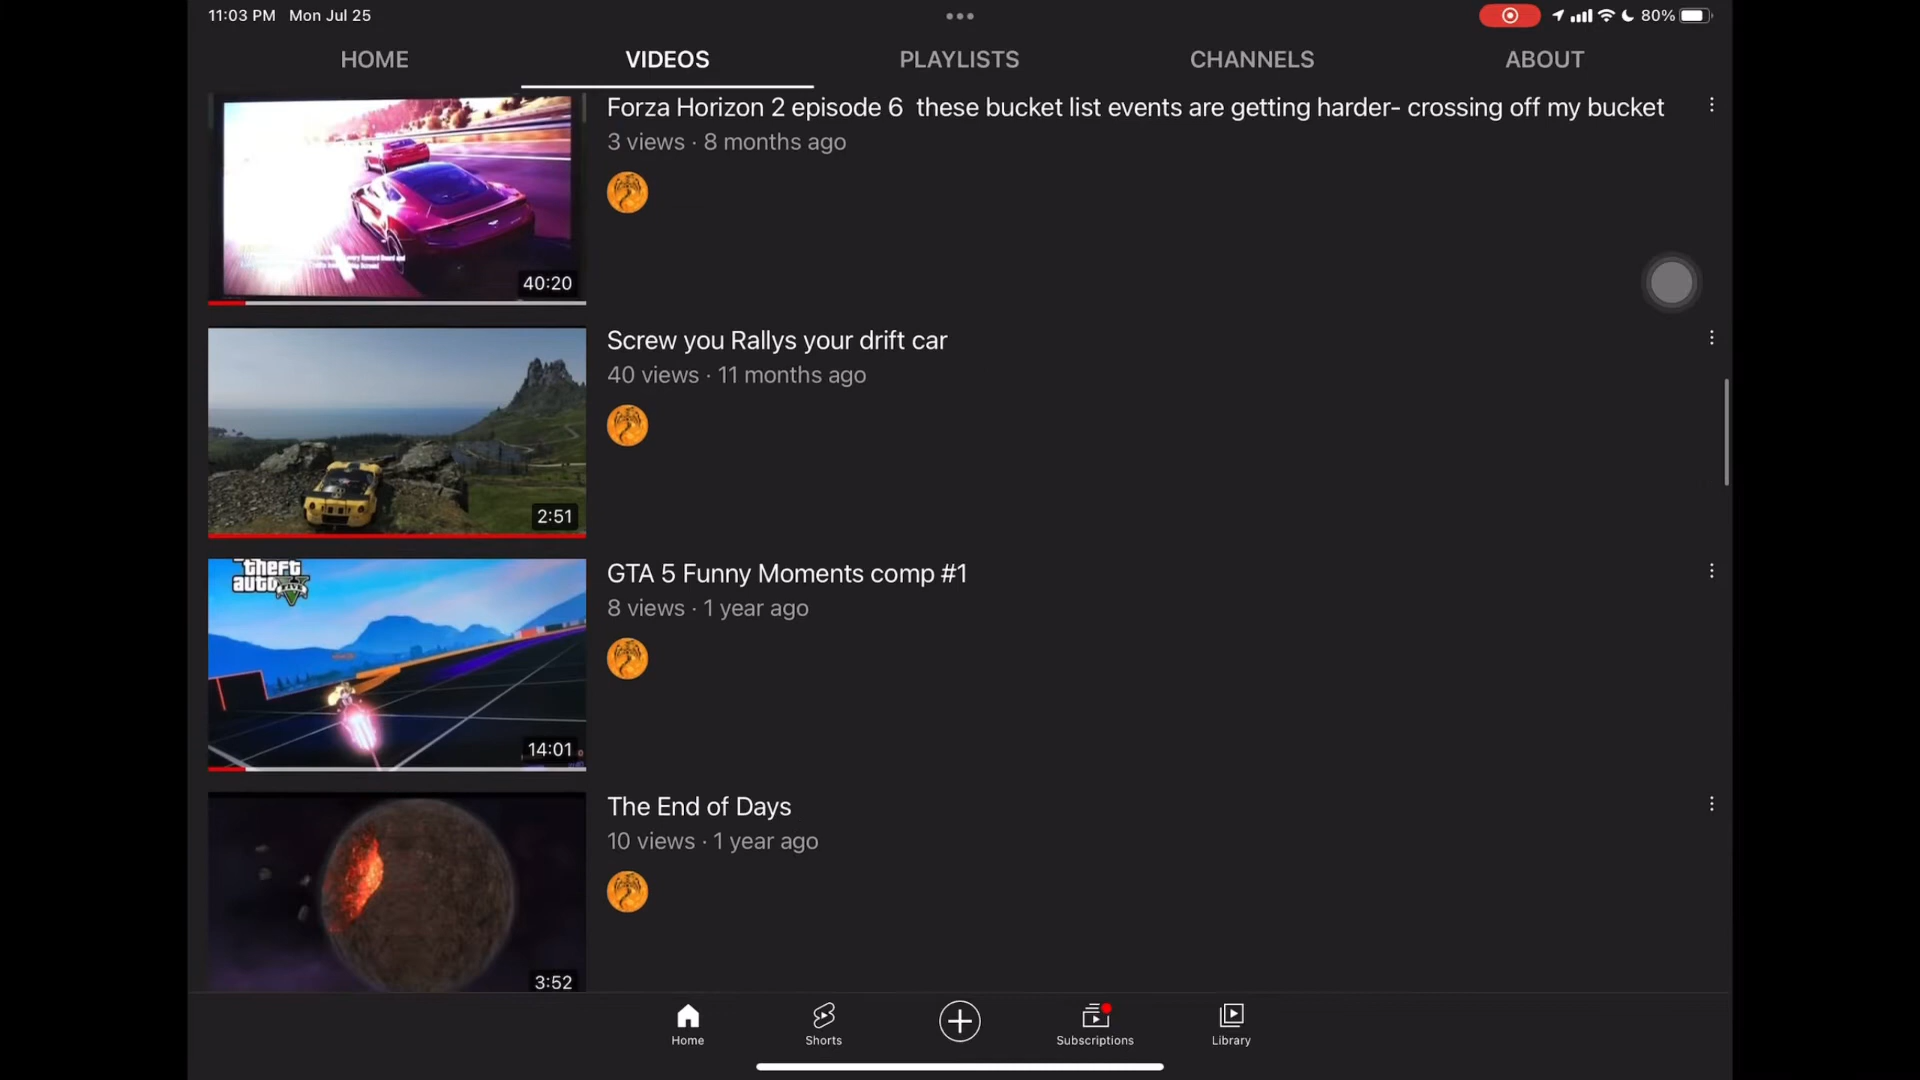 11:03 PM Mon Jul 25
80%
HOME VIDEOS PLAYLISTS CHANNELS ABOUT
Forza Horizon 2 episode 6 these bucket list events are getting harder- crossing off my bucket
3 views · 8 months ago
40:20
Screw you Rallys your drift car
40 views · 11 months ago
2:51
theft
auto
FIVE
GTA 5 Funny Moments comp #1
8 views · 1 year ago
14:01
The End of Days
10 views · 1 year ago
3:52
Home Shorts Subscriptions Library